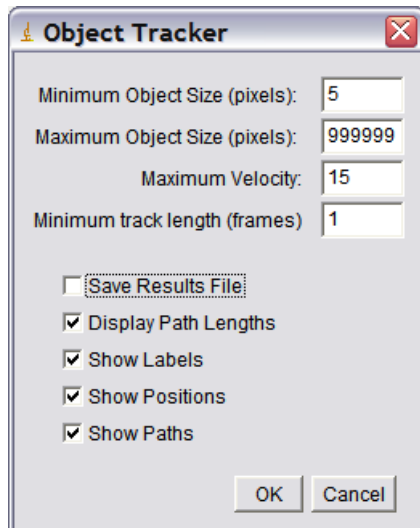 Object Tracker
Minimum Object Size (pixels): 5
Maximum Object Size (pixels): 999999
Maximum Velocity: 15
Minimum track length (frames) 1
Save Results File
Display Path Lengths
Show Labels
Show Positions
Show Paths
OK Cancel